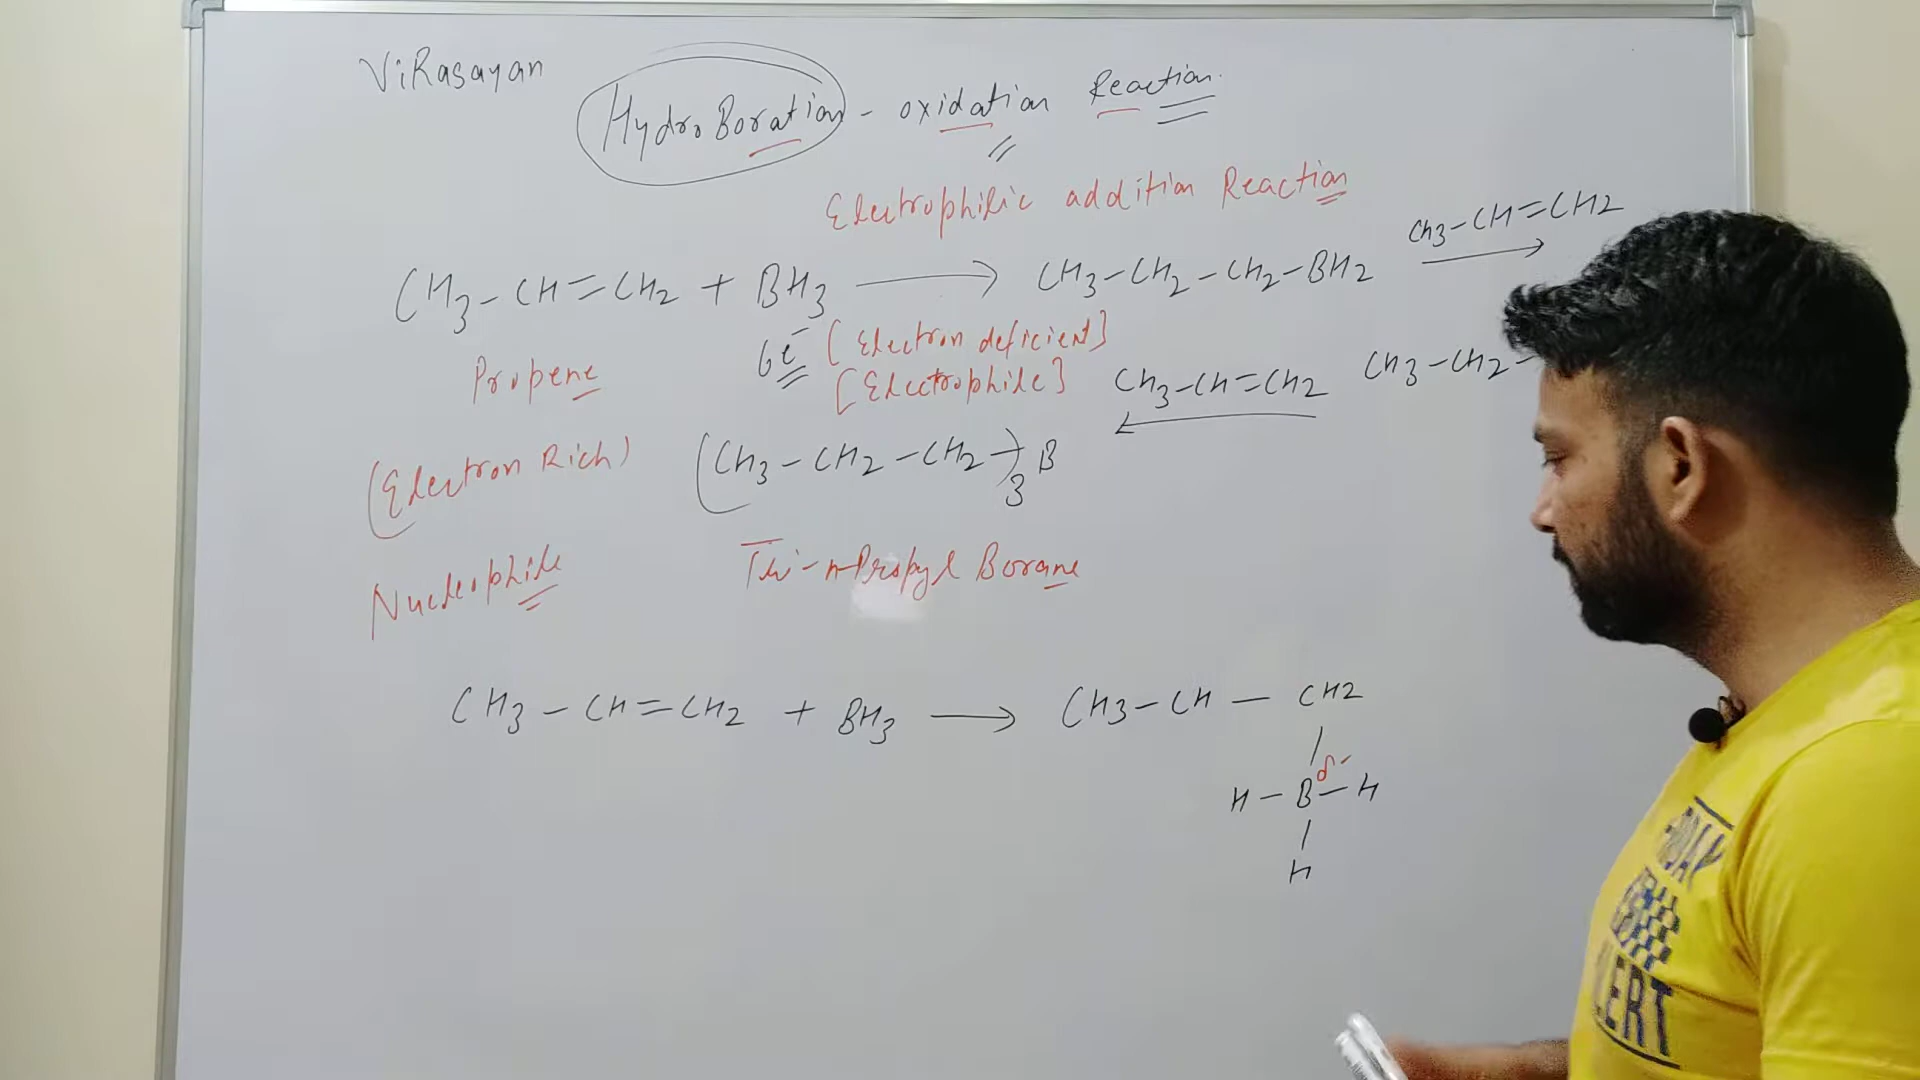 ViRasayan
HydroBoration - oxidation Reaction.
Electrophilic addition Reaction
CH3-CH=CH2
CH3-CH=CH2 + BH3 → CH3-CH2-CH2-BH2
Propene
6e- [Electron deficient]
[Electrophile]
CH3-CH=CH2
CH3-CH2-
(Electron Rich)
(CH3-CH2-CH2-)3 B
Nucleophile
Tri-n-Propyl Borane
CH3-CH=CH2 + BH3 → CH3-CH-CH2
δ-
H-B-H
H
ALERT